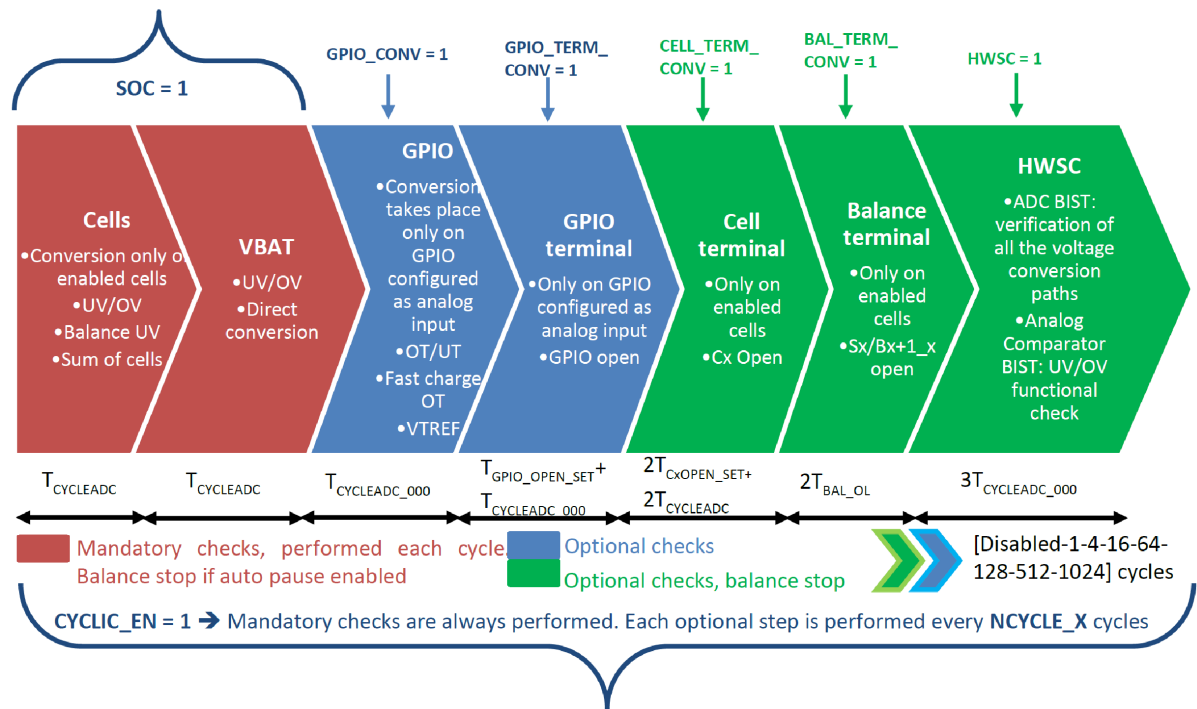 SOC = 1
GPIO_CONV = 1
GPIO_TERM_
CONV = 1
CELL_TERM_
CONV = 1
BAL_TERM_
CONV = 1
HWSC = 1
Cells
•Conversion only of
enabled cells
•UV/OV
•Balance UV
•Sum of cells
VBAT
•UV/OV
•Direct
conversion
GPIO
•Conversion
takes place
only on
GPIO
configured
as analog
input
•OT/UT
•Fast charge
OT
•VTREF
GPIO
terminal
•Only on GPIO
configured as
analog input
•GPIO open
Cell
terminal
•Only on
enabled
cells
•Cx Open
Balance
terminal
•Only on
enabled
cells
•Sx/Bx+1_x
open
HWSC
•ADC BIST:
verification of
all the voltage
conversion
paths
•Analog
Comparator
BIST: UV/OV
functional
check
TCYCLEADC
TCYCLEADC
TCYCLEADC_000
TGPIO_OPEN_SET+
TCYCLEADC_000
2TCxOPEN_SET+
2TCYCLEADC
2TBAL_OL
3TCYCLEADC_000
Mandatory checks, performed each cycle.
Balance stop if auto pause enabled
Optional checks
Optional checks, balance stop
[Disabled-1-4-16-64-
128-512-1024] cycles
CYCLIC_EN = 1 ➔ Mandatory checks are always performed. Each optional step is performed every NCYCLE_X cycles